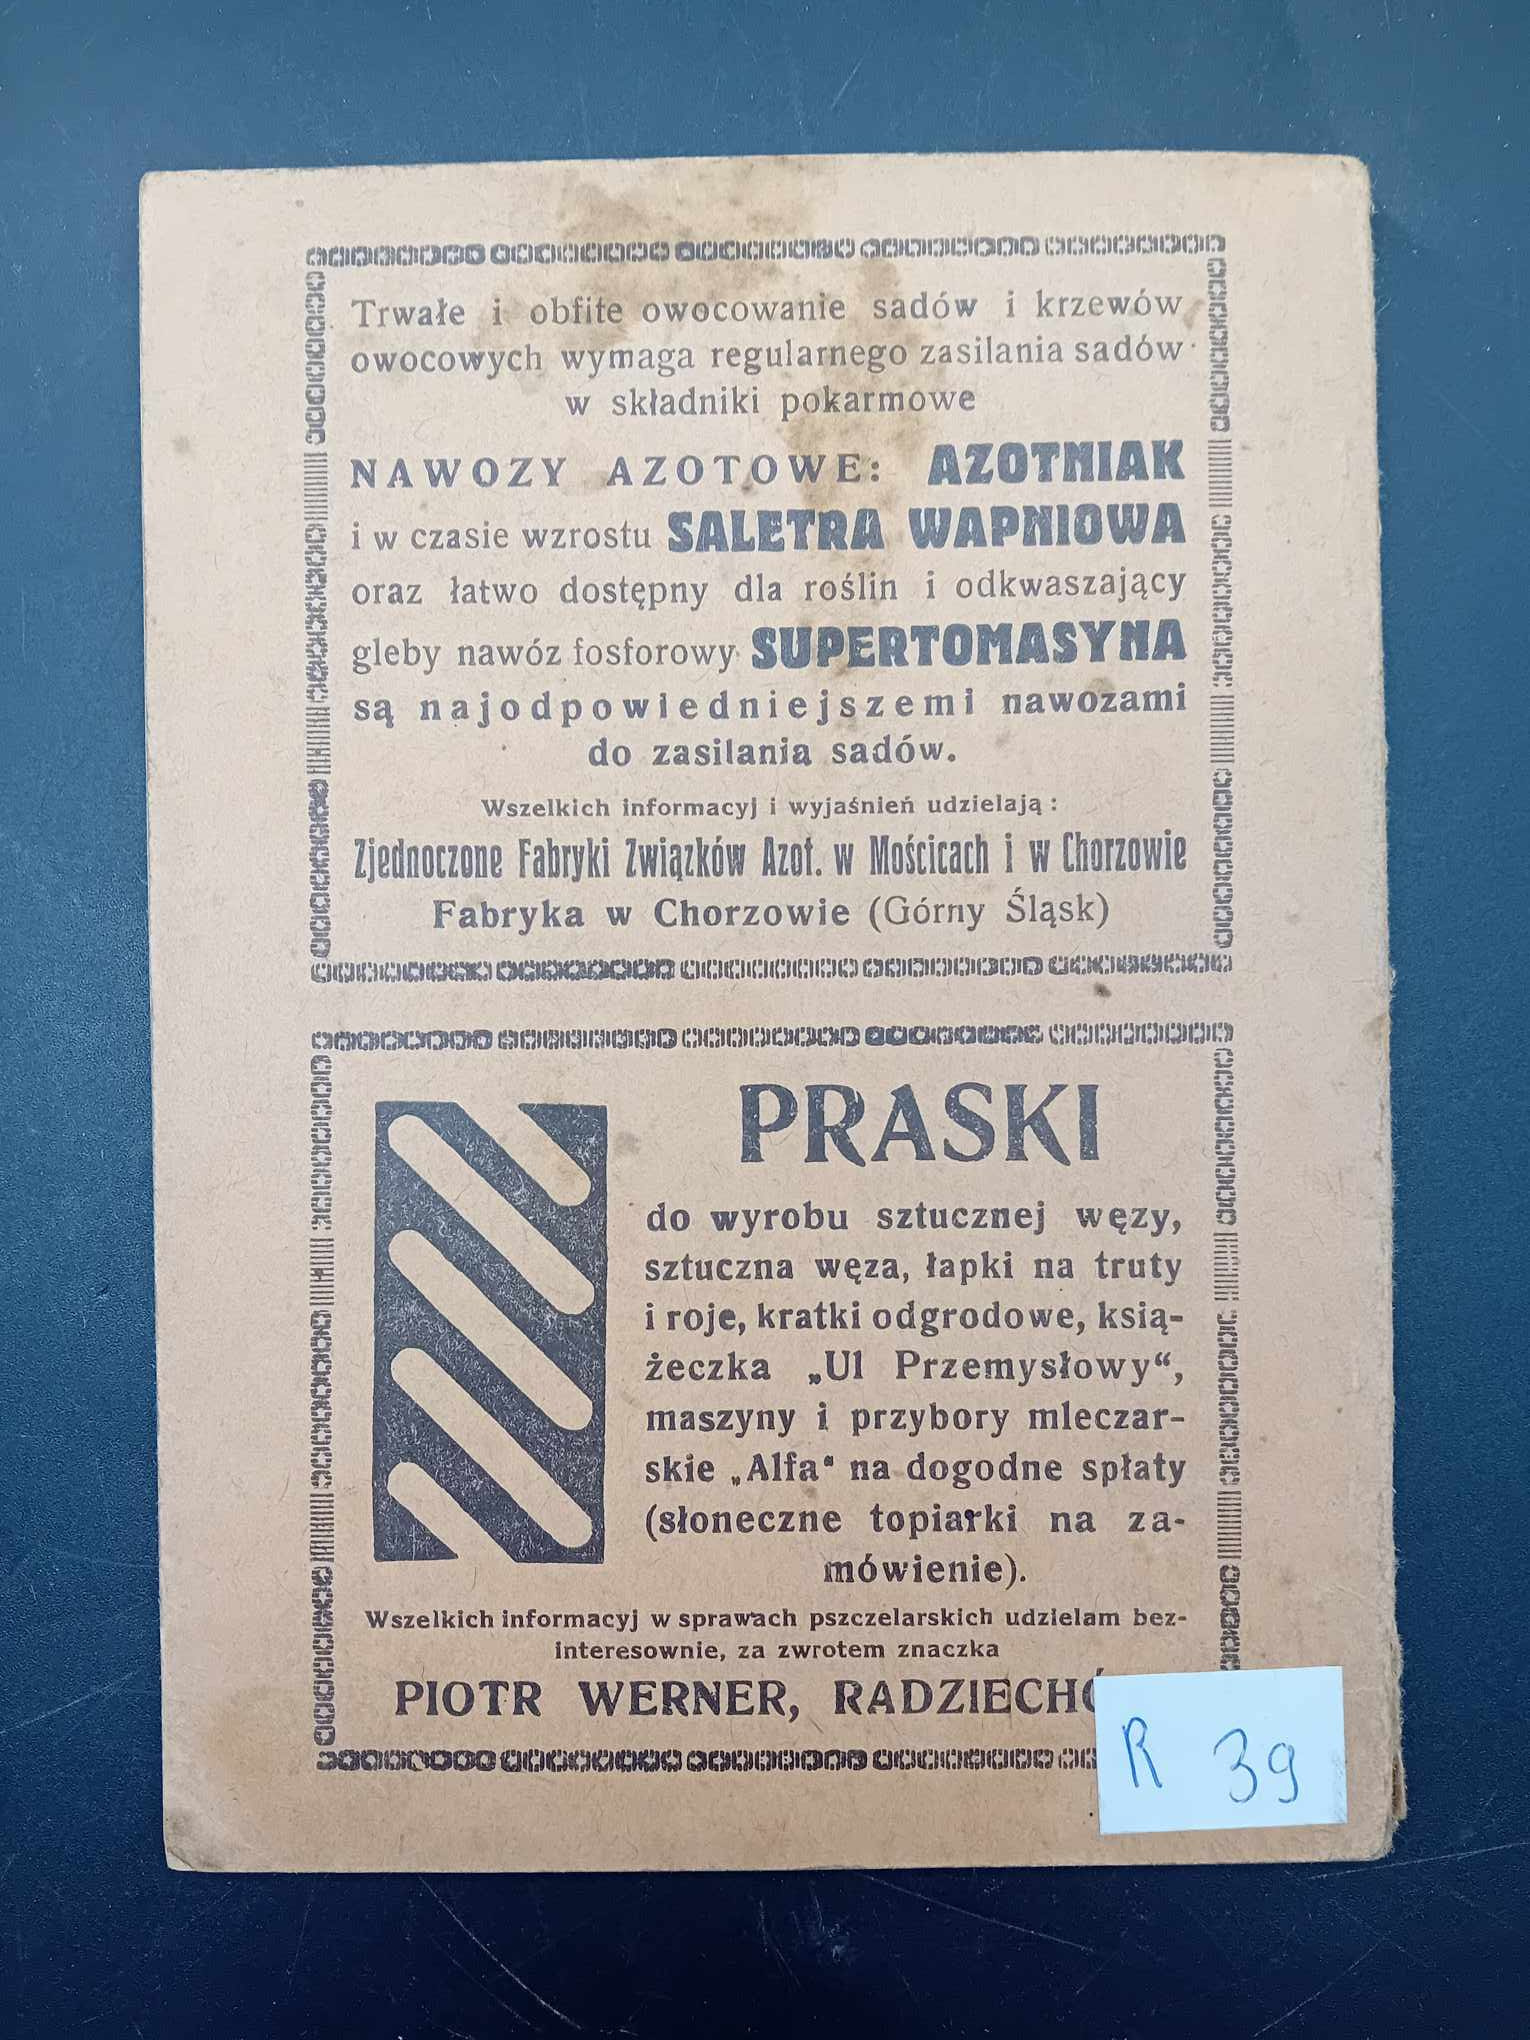 Trwałe i obfite owocowanie sadów i krzewów
owocowych wymaga regularnego zasilania sadów
w składniki pokarmowe
NAWOZY AZOTOWE: AZOTNIAK
i w czasie wzrostu SALETRA WAPNIOWA
oraz łatwo dostępny dla roślin i odkwaszający
gleby nawóz fosforowy SUPERTOMASYNA
są najodpowiedniejszemi nawozami
do zasilania sadów.
Wszelkich informacyj i wyjaśnień udzielają:
Zjednoczone Fabryki Związków Azot. w Mościcach i w Chorzowie
Fabryka w Chorzowie (Górny Śląsk)
PRASKI
do wyrobu sztucznej węzy,
sztuczna węza, łapki na truty
i roje, kratki odgrodowe, ksią-
żeczka „Ul Przemysłowy“,
maszyny i przybory mleczar-
skie „Alfa“ na dogodne spłaty
(słoneczne topiarki na za-
mówienie).
Wszelkich informacyj w sprawach pszczelarskich udzielam bez-
interesownie, za zwrotem znaczka
PIOTR WERNER,
R 39